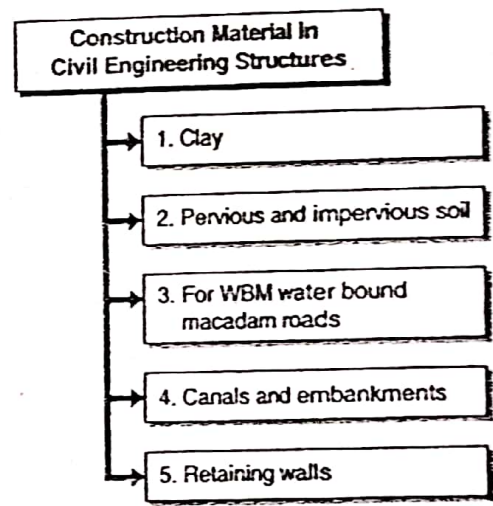 Construction Material in
Civil Engineering Structures
1. Clay
2. Pervious and impervious soil
3. For WBM water bound
macadam roads
4. Canals and embankments
5. Retaining walls